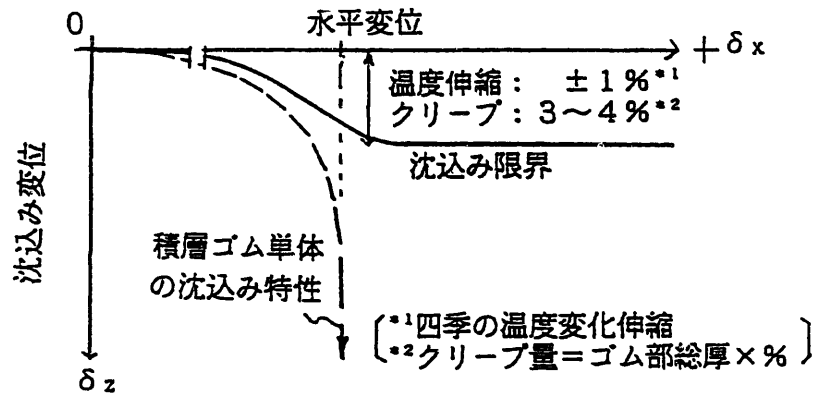 0
水平変位
+δx
温度伸縮： ±1％*1
クリープ：3～4％*2
沈込み限界
沈込み変位
積層ゴム単体
の沈込み特性
*1四季の温度変化伸縮
*2クリープ量＝ゴム部総厚×％
δz